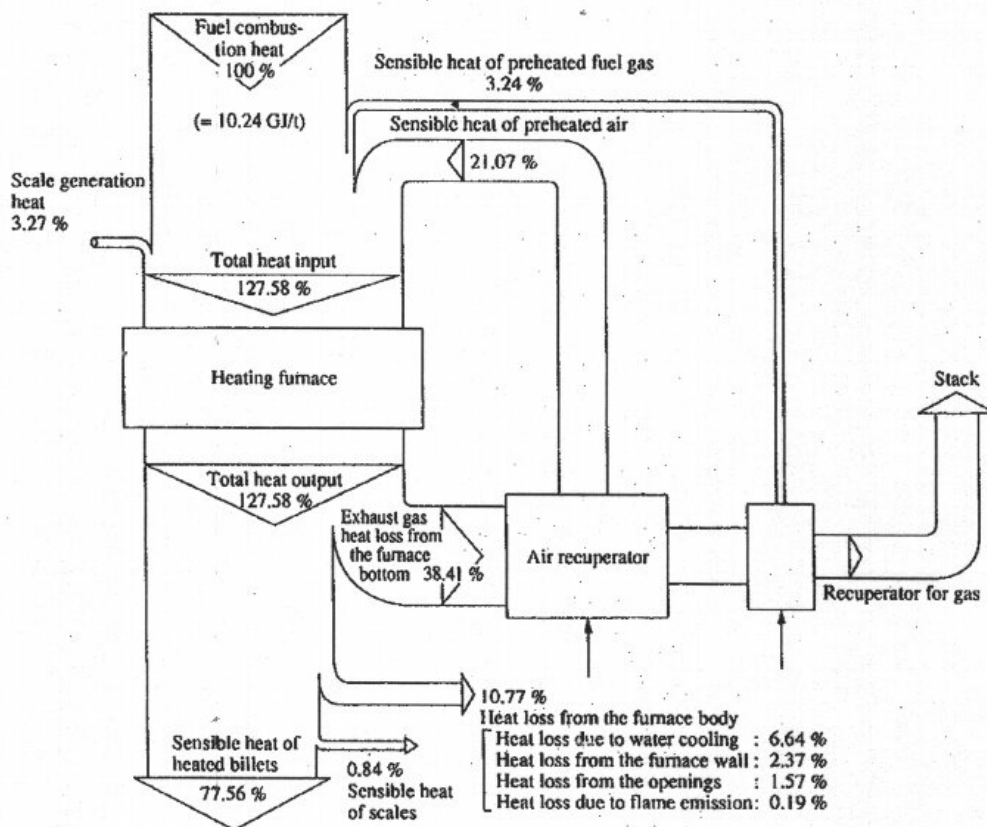 Fuel combus-
tion heat
100 %
(= 10.24 GJ/t)
Sensible heat of preheated fuel gas
3.24 %
Sensible heat of preheated air
21.07 %
Scale generation
heat
3.27 %
Total heat input
127.58 %
Heating furnace
Stack
Total heat output
127.58 %
Exhaust gas
heat loss from
the furnace
bottom 38.41 %
Air recuperator
Recuperator for gas
10.77 %
Heat loss from the furnace body
Heat loss due to water cooling : 6.64 %
Heat loss from the furnace wall : 2.37 %
Heat loss from the openings : 1.57 %
Heat loss due to flame emission: 0.19 %
Sensible heat of
heated billets
77.56 %
0.84 %
Sensible heat
of scales